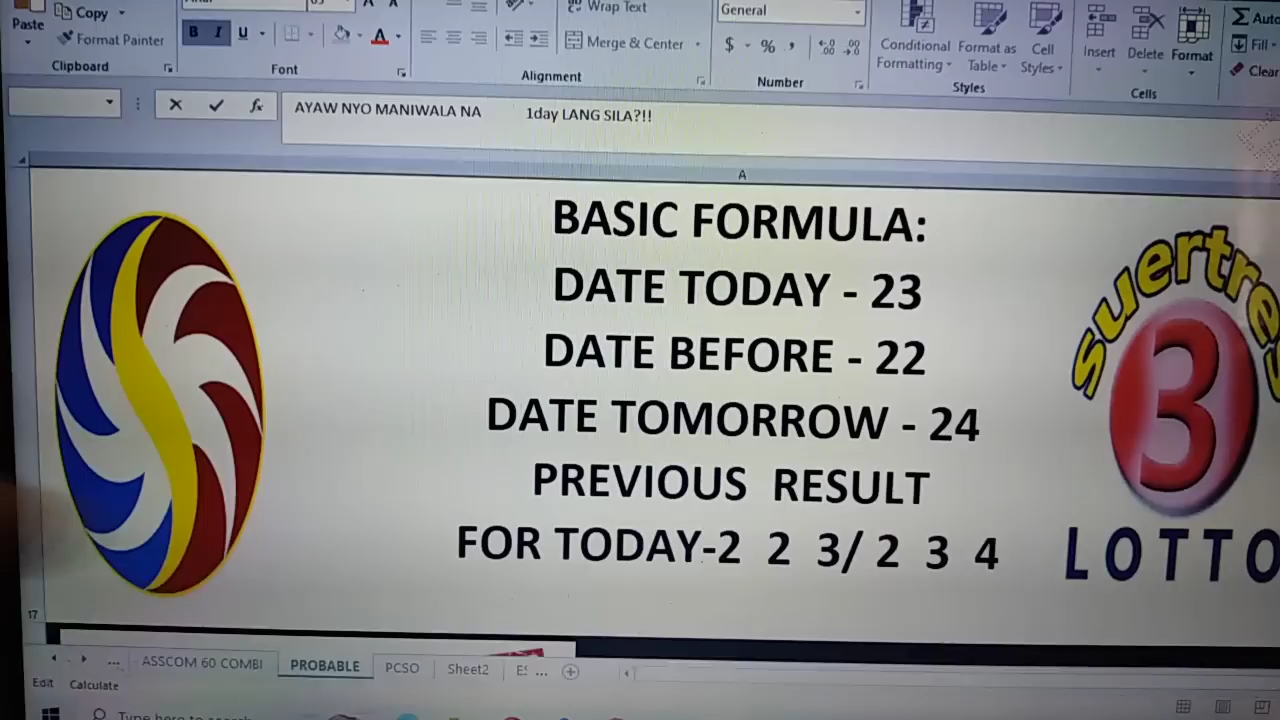 Paste
Copy
Format Painter
Clipboard
B I U
A
Font
Wrap Text
Merge & Center
Alignment
General
$ % ,
Number
Conditional Formatting
Format as Table
Cell Styles
Styles
Insert
Delete
Format
Cells
Fill
Clear
fx
AYAW NYO MANIWALA NA 1day LANG SILA?!!
A
BASIC FORMULA:
DATE TODAY - 23
DATE BEFORE - 22
DATE TOMORROW - 24
PREVIOUS RESULT
FOR TODAY-2 2 3/ 2 3 4
3
LOTTO
17
... ASSCOM 60 COMBI
PROBABLE
PCSO
Sheet2
...
Edit
Calculate